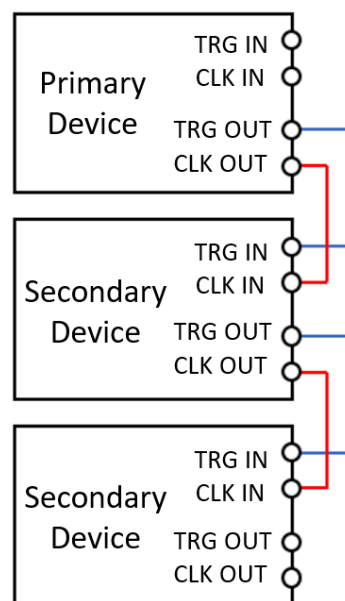 Primary
Device
TRG IN
CLK IN
TRG OUT
CLK OUT
Secondary
Device
TRG IN
CLK IN
TRG OUT
CLK OUT
Secondary
Device
TRG IN
CLK IN
TRG OUT
CLK OUT